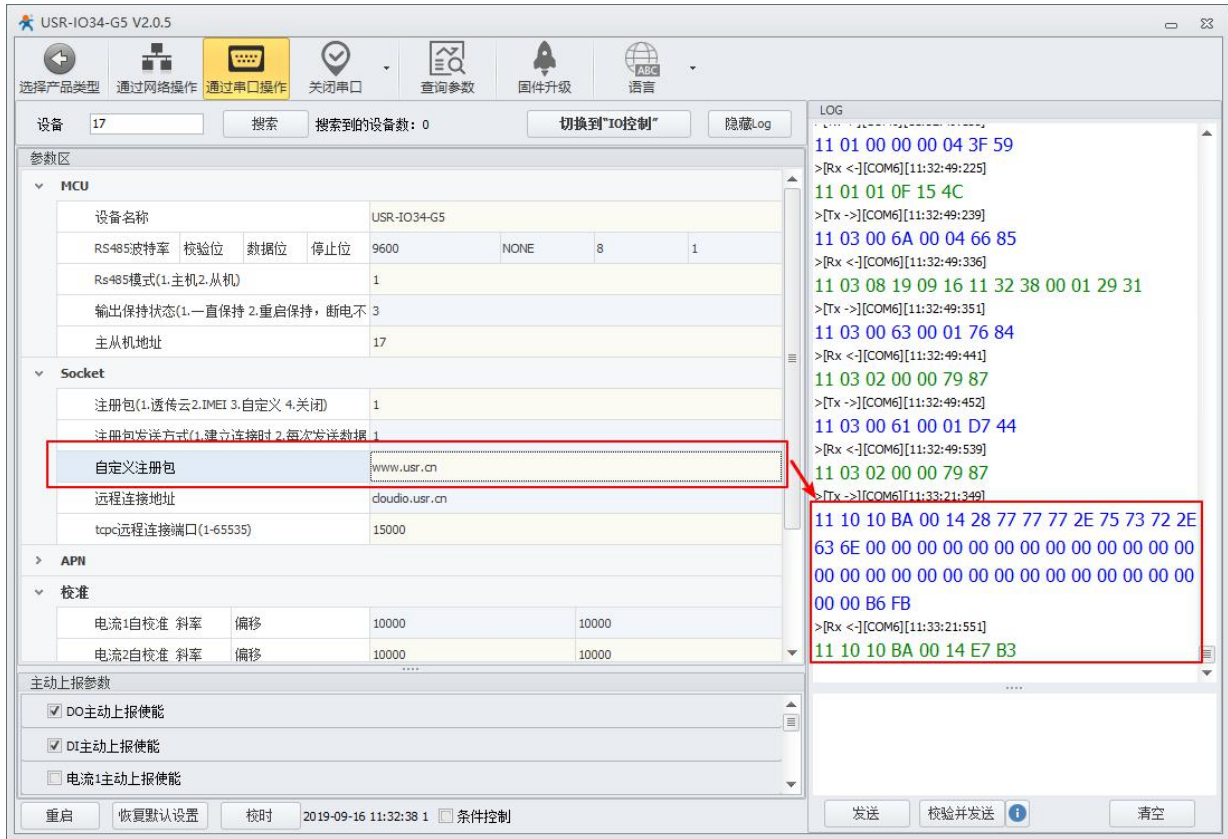 USR-IO34-G5 V2.0.5
选择产品类型 通过网络操作 通过串口操作 关闭串口 查询参数 固件升级 语言
ABC
设备 17 搜索 搜索到的设备数: 0 切换到"IO控制" 隐藏Log
参数区
MCU
设备名称 USR-IO34-G5
RS485波特率 校验位 数据位 停止位 9600 NONE 8 1
Rs485模式(1.主机2.从机) 1
输出保持状态(1.一直保持 2.重启保持，断电不 3
主从机地址 17
Socket
注册包(1.透传云2.IMEI 3.自定义 4.关闭) 1
注册包发送方式(1.建立连接时 2.每次发送数据 1
自定义注册包 www.usr.cn
远程连接地址 cloudio.usr.cn
tcpc远程连接端口(1-65535) 15000
APN
校准
电流1自校准 斜率 偏移 10000 10000
电流2自校准 斜率 偏移 10000 10000
主动上报参数
DO主动上报使能
DI主动上报使能
电流1主动上报使能
重启 恢复默认设置 校时 2019-09-16 11:32:38 1 条件控制
LOG
11 01 00 00 00 04 3F 59
>[Rx <-][COM6][11:32:49:225]
11 01 01 0F 15 4C
>[Tx ->][COM6][11:32:49:239]
11 03 00 6A 00 04 66 85
>[Rx <-][COM6][11:32:49:336]
11 03 08 19 09 16 11 32 38 00 01 29 31
>[Tx ->][COM6][11:32:49:351]
11 03 00 63 00 01 76 84
>[Rx <-][COM6][11:32:49:441]
11 03 02 00 00 79 87
>[Tx ->][COM6][11:32:49:452]
11 03 00 61 00 01 D7 44
>[Rx <-][COM6][11:32:49:539]
11 03 02 00 00 79 87
>[Tx ->][COM6][11:33:21:349]
11 10 10 BA 00 14 28 77 77 77 2E 75 73 72 2E
63 6E 00 00 00 00 00 00 00 00 00 00 00 00 00
00 00 00 00 00 00 00 00 00 00 00 00 00 00 00
00 00 B6 FB
>[Rx <-][COM6][11:33:21:551]
11 10 10 BA 00 14 E7 B3
发送 校验并发送 清空